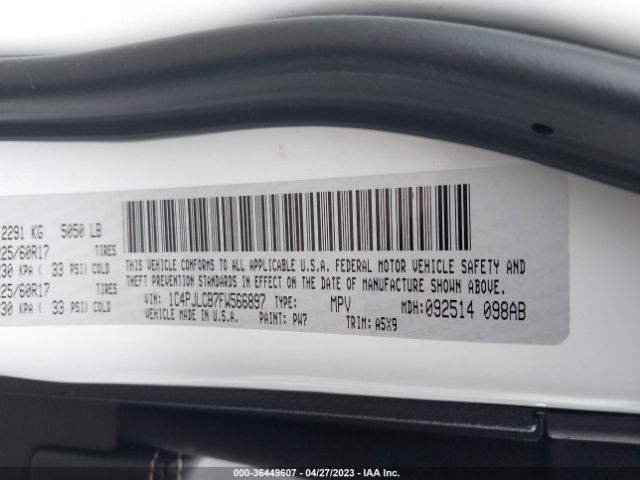 2291 KG 5050 LB
25/60R17 TIRES
30 KPA ( 33 PSI) COLD
25/60R17 TIRES
30 KPA ( 33 PSI) COLD
THIS VEHICLE CONFORMS TO ALL APPLICABLE U.S.A. FEDERAL MOTOR VEHICLE SAFETY AND
THEFT PREVENTION STANDARDS IN EFFECT ON THE DATE OF MANUFACTURE SHOWN ABOVE.
VIN: 1C4PJLCB7FW566897 TYPE: MPV MDH: 092514 098AB
VEHICLE MADE IN U.S.A. PAINT: PW7 TRIM: A5X9
000-36449607 - 04/27/2023 - IAA Inc.